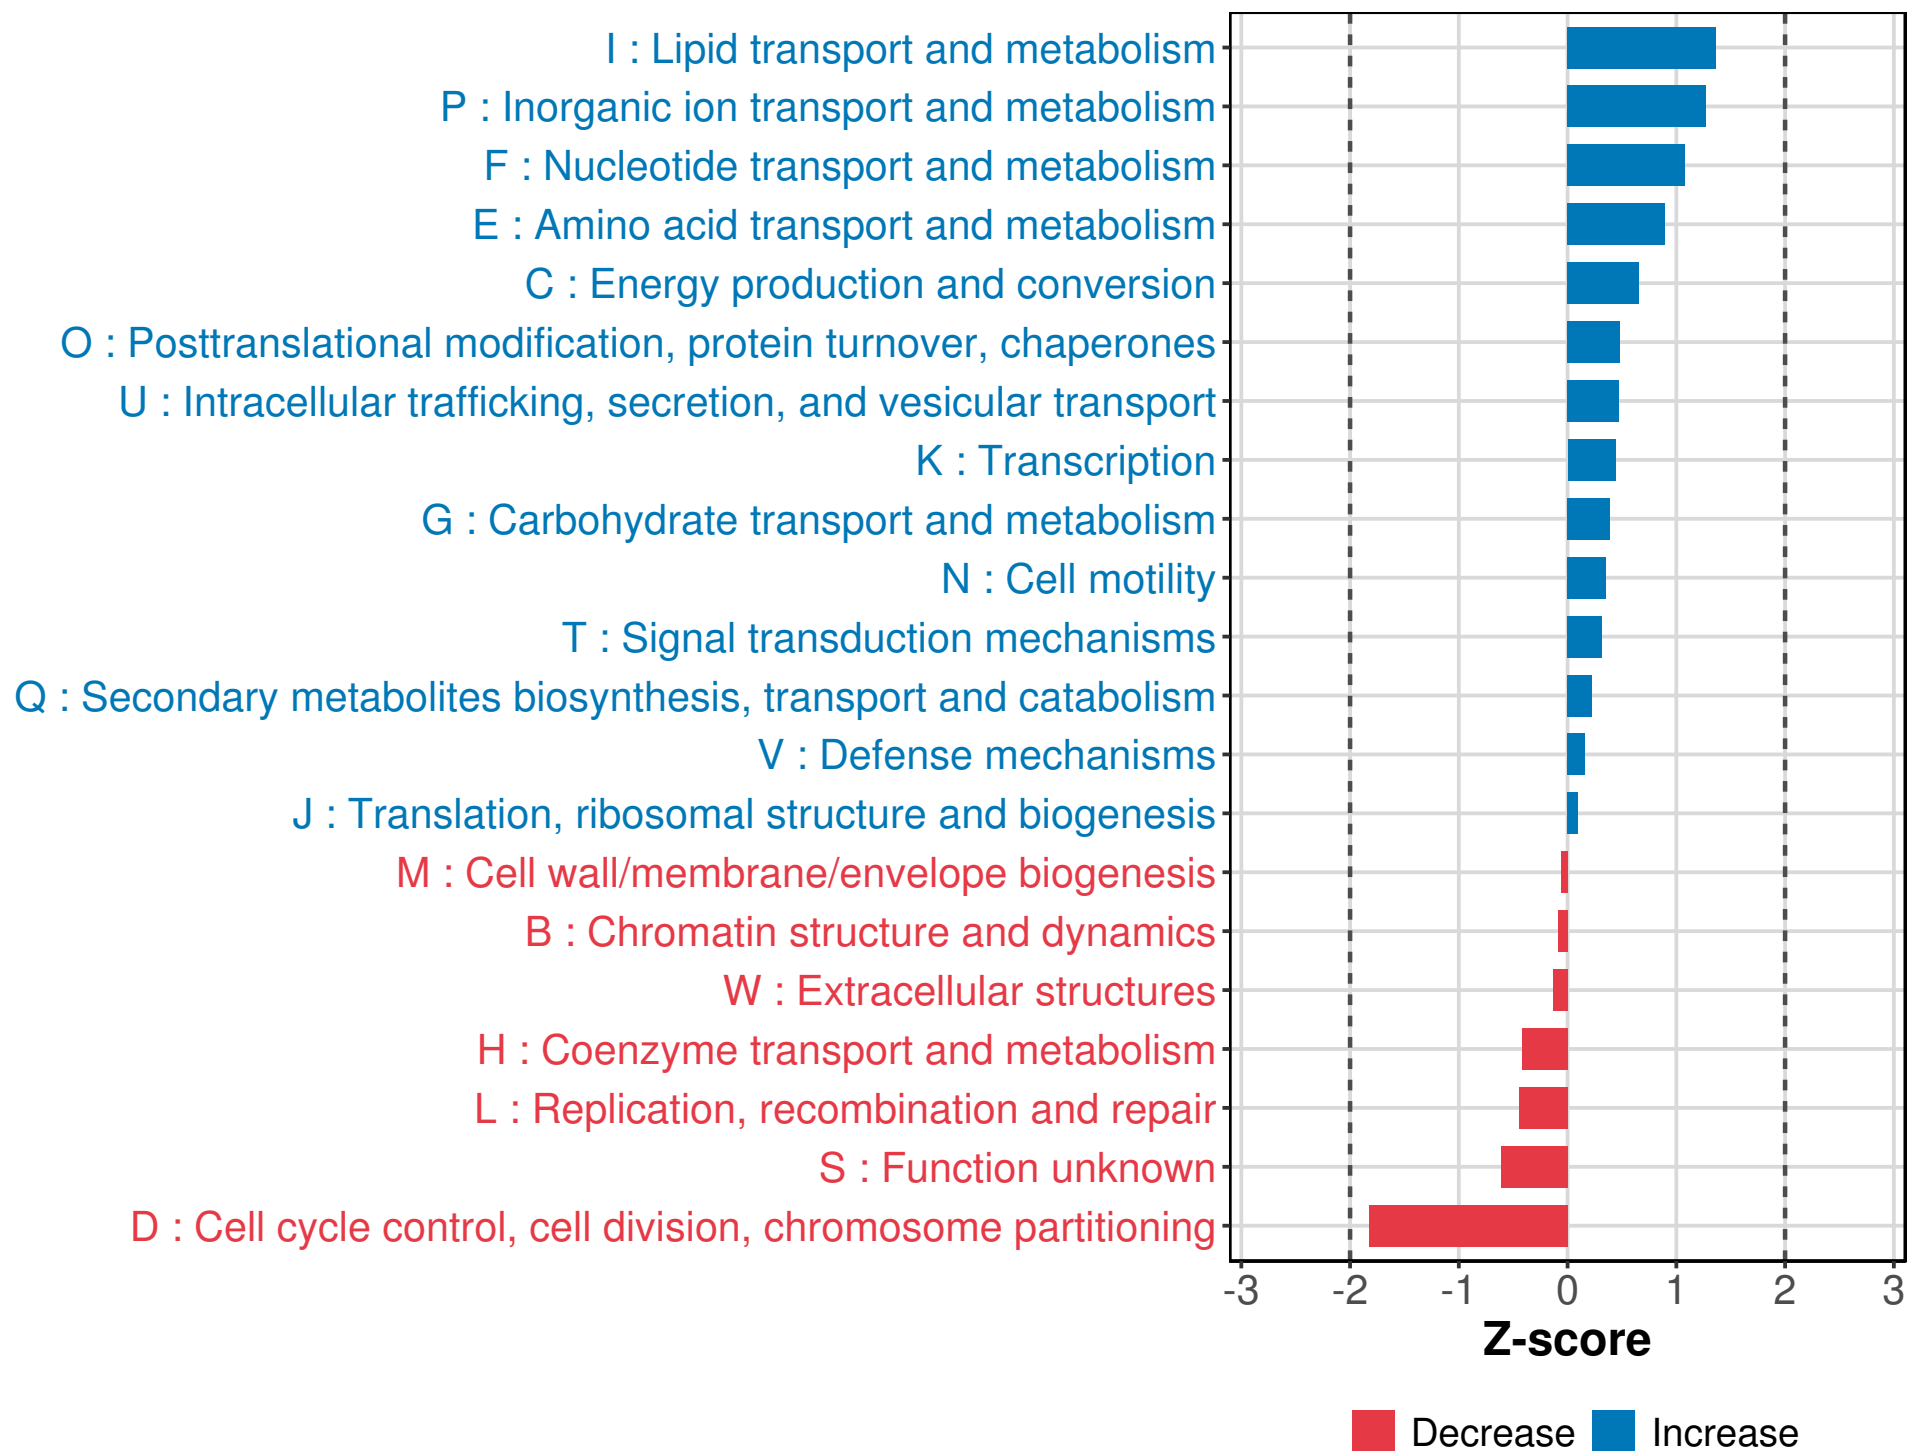 I : Lipid transport and metabolism
P : Inorganic ion transport and metabolism
F : Nucleotide transport and metabolism
E : Amino acid transport and metabolism
C : Energy production and conversion
O : Posttranslational modification, protein turnover, chaperones
U : Intracellular trafficking, secretion, and vesicular transport
K : Transcription
G : Carbohydrate transport and metabolism
N : Cell motility
T : Signal transduction mechanisms
Q : Secondary metabolites biosynthesis, transport and catabolism
V : Defense mechanisms
J : Translation, ribosomal structure and biogenesis
M : Cell wall/membrane/envelope biogenesis
B : Chromatin structure and dynamics
W : Extracellular structures
H : Coenzyme transport and metabolism
L : Replication, recombination and repair
S : Function unknown
D : Cell cycle control, cell division, chromosome partitioning
-3 -2 -1 0 1 2 3
Z-score
Decrease Increase